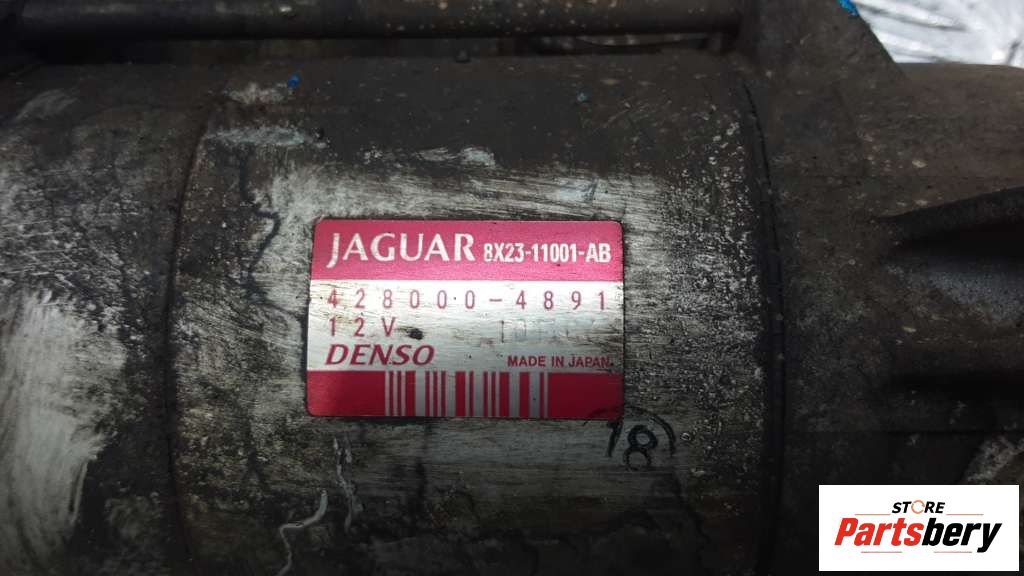 JAGUAR 8X23-11001-AB
428000-4891
12V
DENSO MADE IN JAPAN.
18
STORE
Partsbery